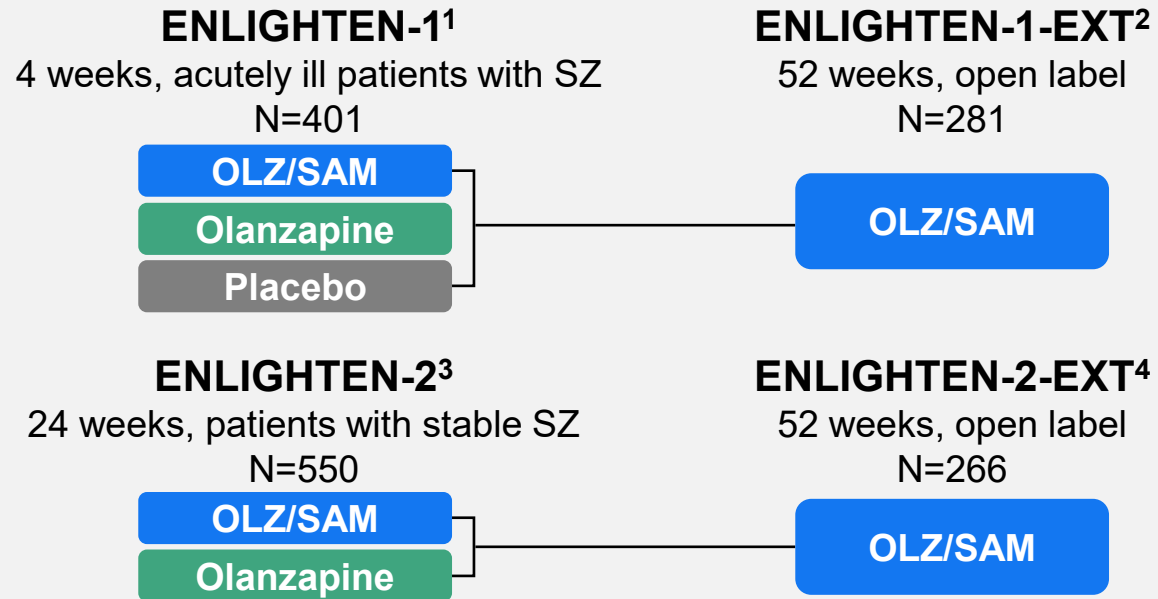 ENLIGHTEN-1¹
4 weeks, acutely ill patients with SZ
N=401
OLZ/SAM
Olanzapine
Placebo
ENLIGHTEN-1-EXT²
52 weeks, open label
N=281
OLZ/SAM
ENLIGHTEN-2³
24 weeks, patients with stable SZ
N=550
OLZ/SAM
Olanzapine
ENLIGHTEN-2-EXT⁴
52 weeks, open label
N=266
OLZ/SAM